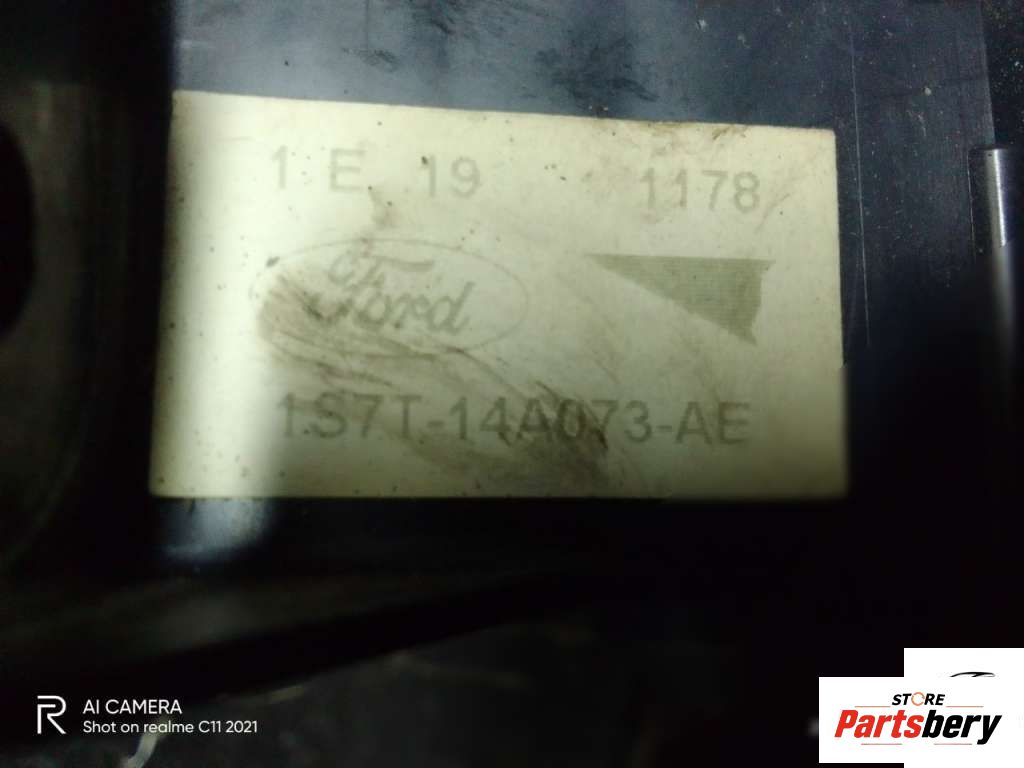 1 E 19 1178
Ford
1S7T-14A073-AE
AI CAMERA
Shot on realme C11 2021
STORE
Partsbery